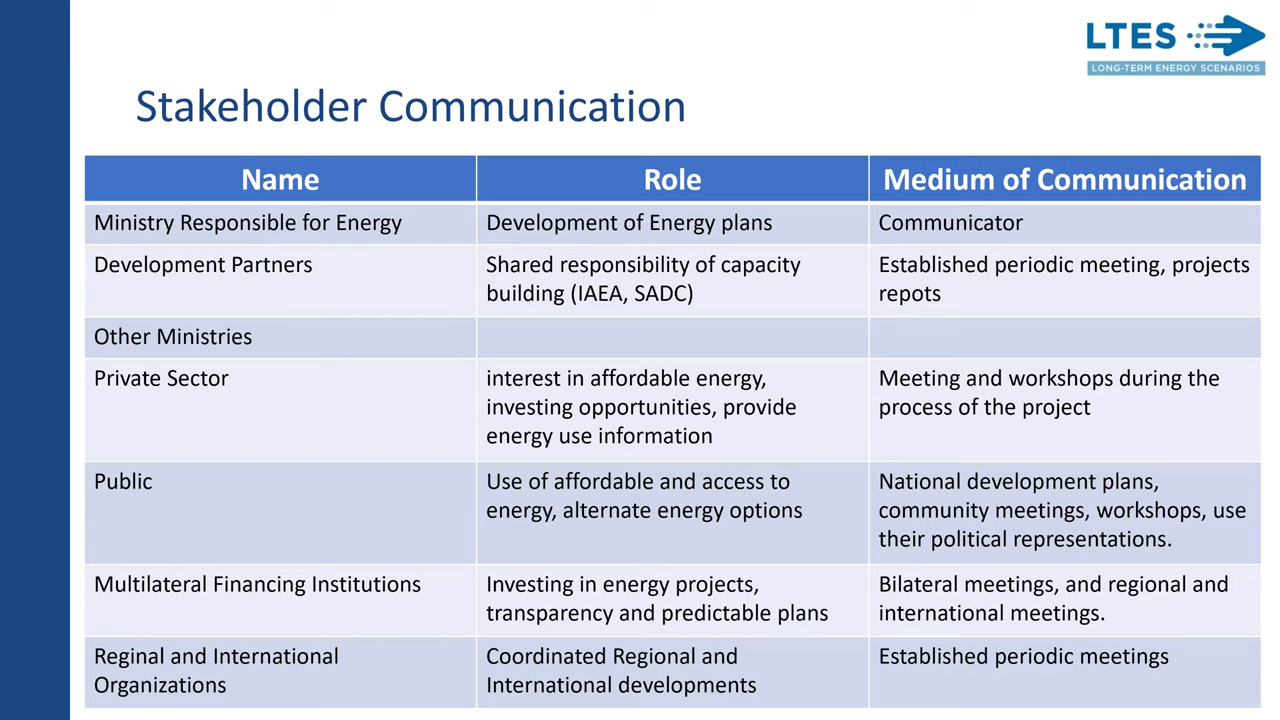 LTES
LONG-TERM ENERGY SCENARIOS
Stakeholder Communication
Name
Role
Medium of Communication
Ministry Responsible for Energy
Development of Energy plans
Communicator
Development Partners
Shared responsibility of capacity
building (IAEA, SADC)
Established periodic meeting, projects
repots
Other Ministries
Private Sector
interest in affordable energy,
investing opportunities, provide
energy use information
Meeting and workshops during the
process of the project
Public
Use of affordable and access to
energy, alternate energy options
National development plans,
community meetings, workshops, use
their political representations.
Multilateral Financing Institutions
Investing in energy projects,
transparency and predictable plans
Bilateral meetings, and regional and
international meetings.
Reginal and International
Organizations
Coordinated Regional and
International developments
Established periodic meetings